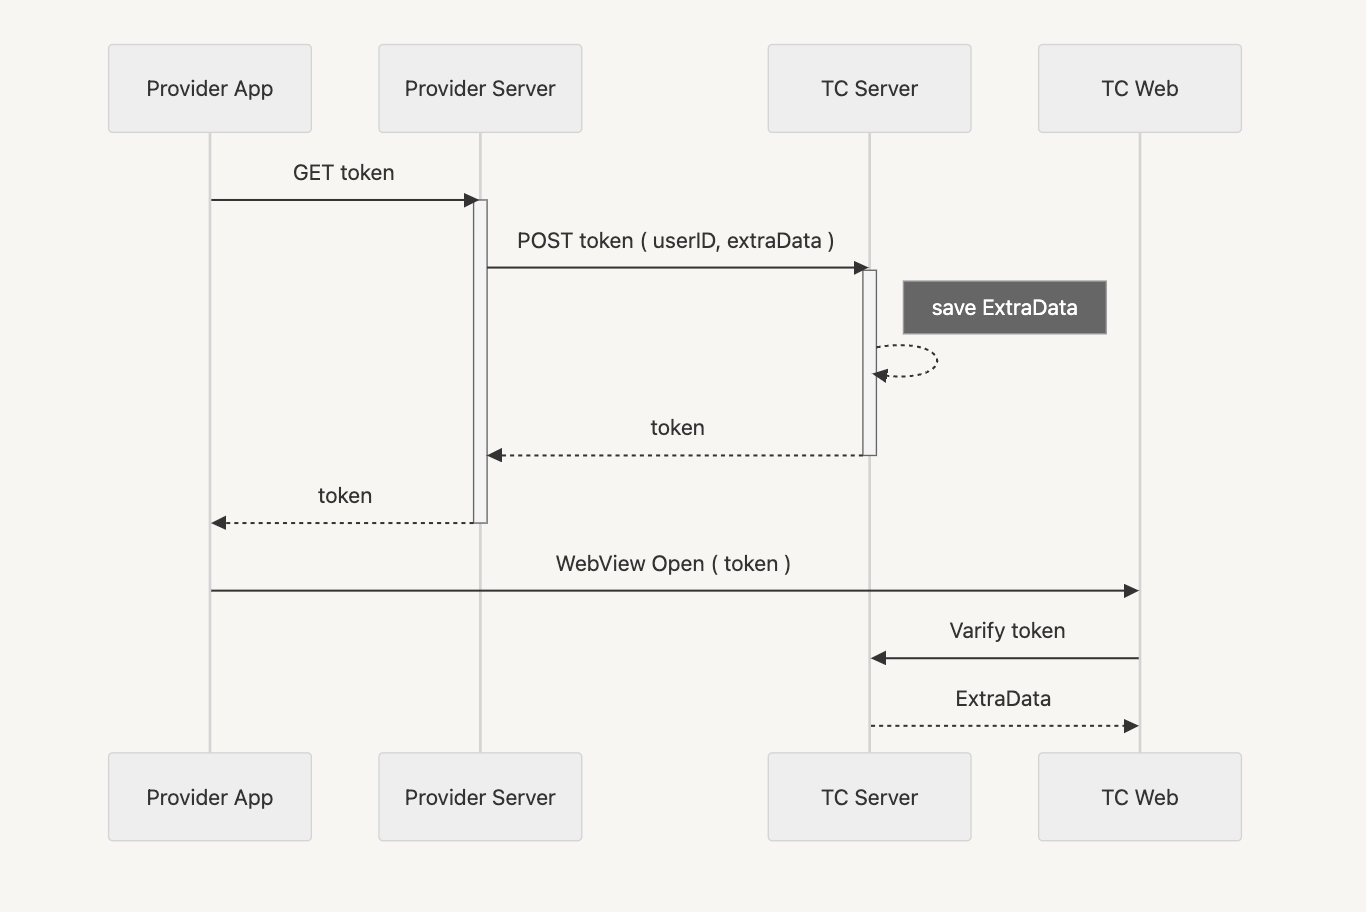 Provider App
Provider Server
TC Server
TC Web
GET token
POST token ( userID, extraData )
save ExtraData
token
token
WebView Open ( token )
Varify token
ExtraData
Provider App
Provider Server
TC Server
TC Web